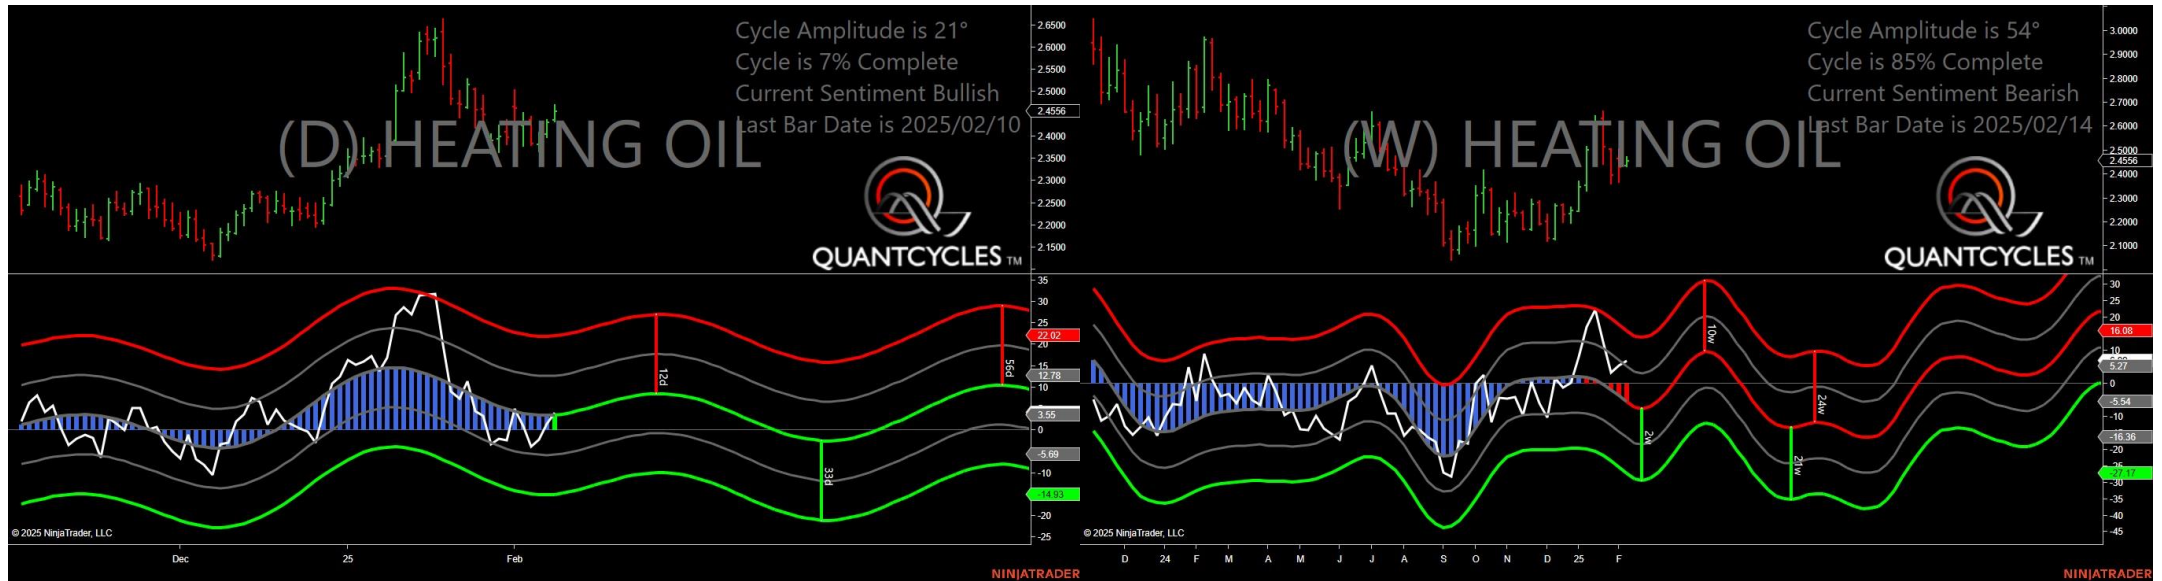 Cycle Amplitude is 21°
Cycle is 7% Complete
Current Sentiment Bullish
Last Bar Date is 2025/02/10
(D) HEATING OIL
QUANTCYCLES TM
2.6500
2.6000
2.5500
2.5000
2.4556
2.4000
2.3500
2.3000
2.2500
2.2000
2.1500
35
30
25
22.02
20
15
12.78
10
3.55
0
-5.69
-10
-14.93
-20
-25
12d
33d
56d
© 2025 NinjaTrader, LLC
Dec
25
Feb
NINJATRADER
Cycle Amplitude is 54°
Cycle is 85% Complete
Current Sentiment Bearish
Last Bar Date is 2025/02/14
(W) HEATING OIL
QUANTCYCLES TM
3.0000
2.9000
2.8000
2.7000
2.6000
2.5000
2.4556
2.4000
2.3000
2.2000
2.1000
30
25
20
16.08
10
5.27
0
-5.54
-10
-16.36
-20
-27.17
-30
-35
-40
-45
2w
10w
21w
24w
© 2025 NinjaTrader, LLC
D
24
F
M
A
M
J
J
A
S
O
N
D
25
F
NINJATRADER